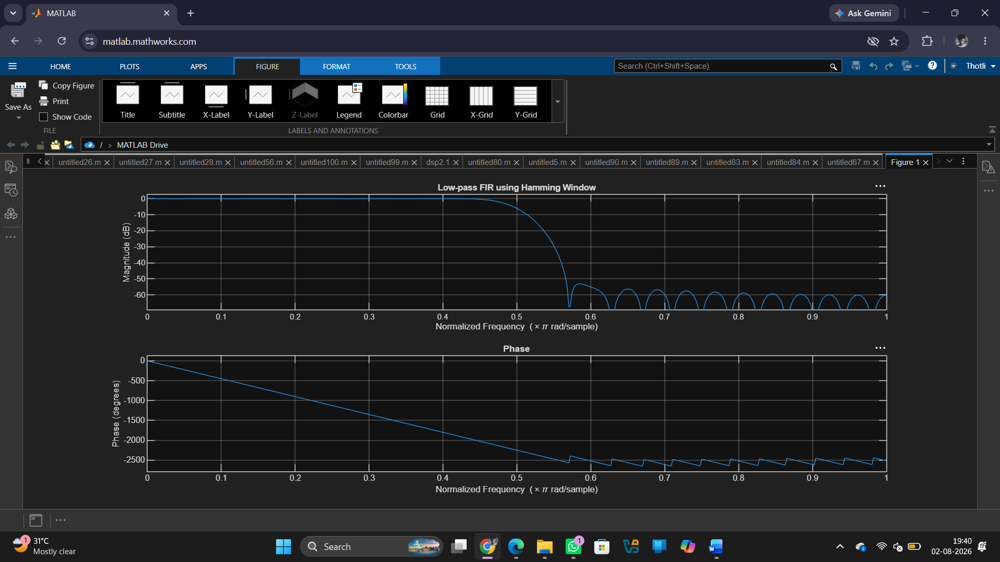 MATLAB
Ask Gemini
matlab.mathworks.com
HOME PLOTS APPS FIGURE FORMAT TOOLS
Search (Ctrl+Shift+Space)
Thotli
Save As
Copy Figure
Print
Show Code
FILE
Title Subtitle X-Label Y-Label Z-Label Legend Colorbar Grid X-Grid Y-Grid
LABELS AND ANNOTATIONS
/ › MATLAB Drive
untitled26.m untitled27.m untitled28.m untitled56.m untitled100.m untitled99.m dsp2.1 untitled80.m untitled5.m untitled90.m untitled89.m untitled83.m untitled84.m untitled67.m Figure 1
Low-pass FIR using Hamming Window
Magnitude (dB)
0
-10
-20
-30
-40
-50
-60
0 0.1 0.2 0.3 0.4 0.5 0.6 0.7 0.8 0.9 1
Normalized Frequency (×π rad/sample)
Phase
Phase (degrees)
0
-500
-1000
-1500
-2000
-2500
0 0.1 0.2 0.3 0.4 0.5 0.6 0.7 0.8 0.9 1
Normalized Frequency (×π rad/sample)
1
31°C
Mostly clear
Search
1
19:40
02-08-2026